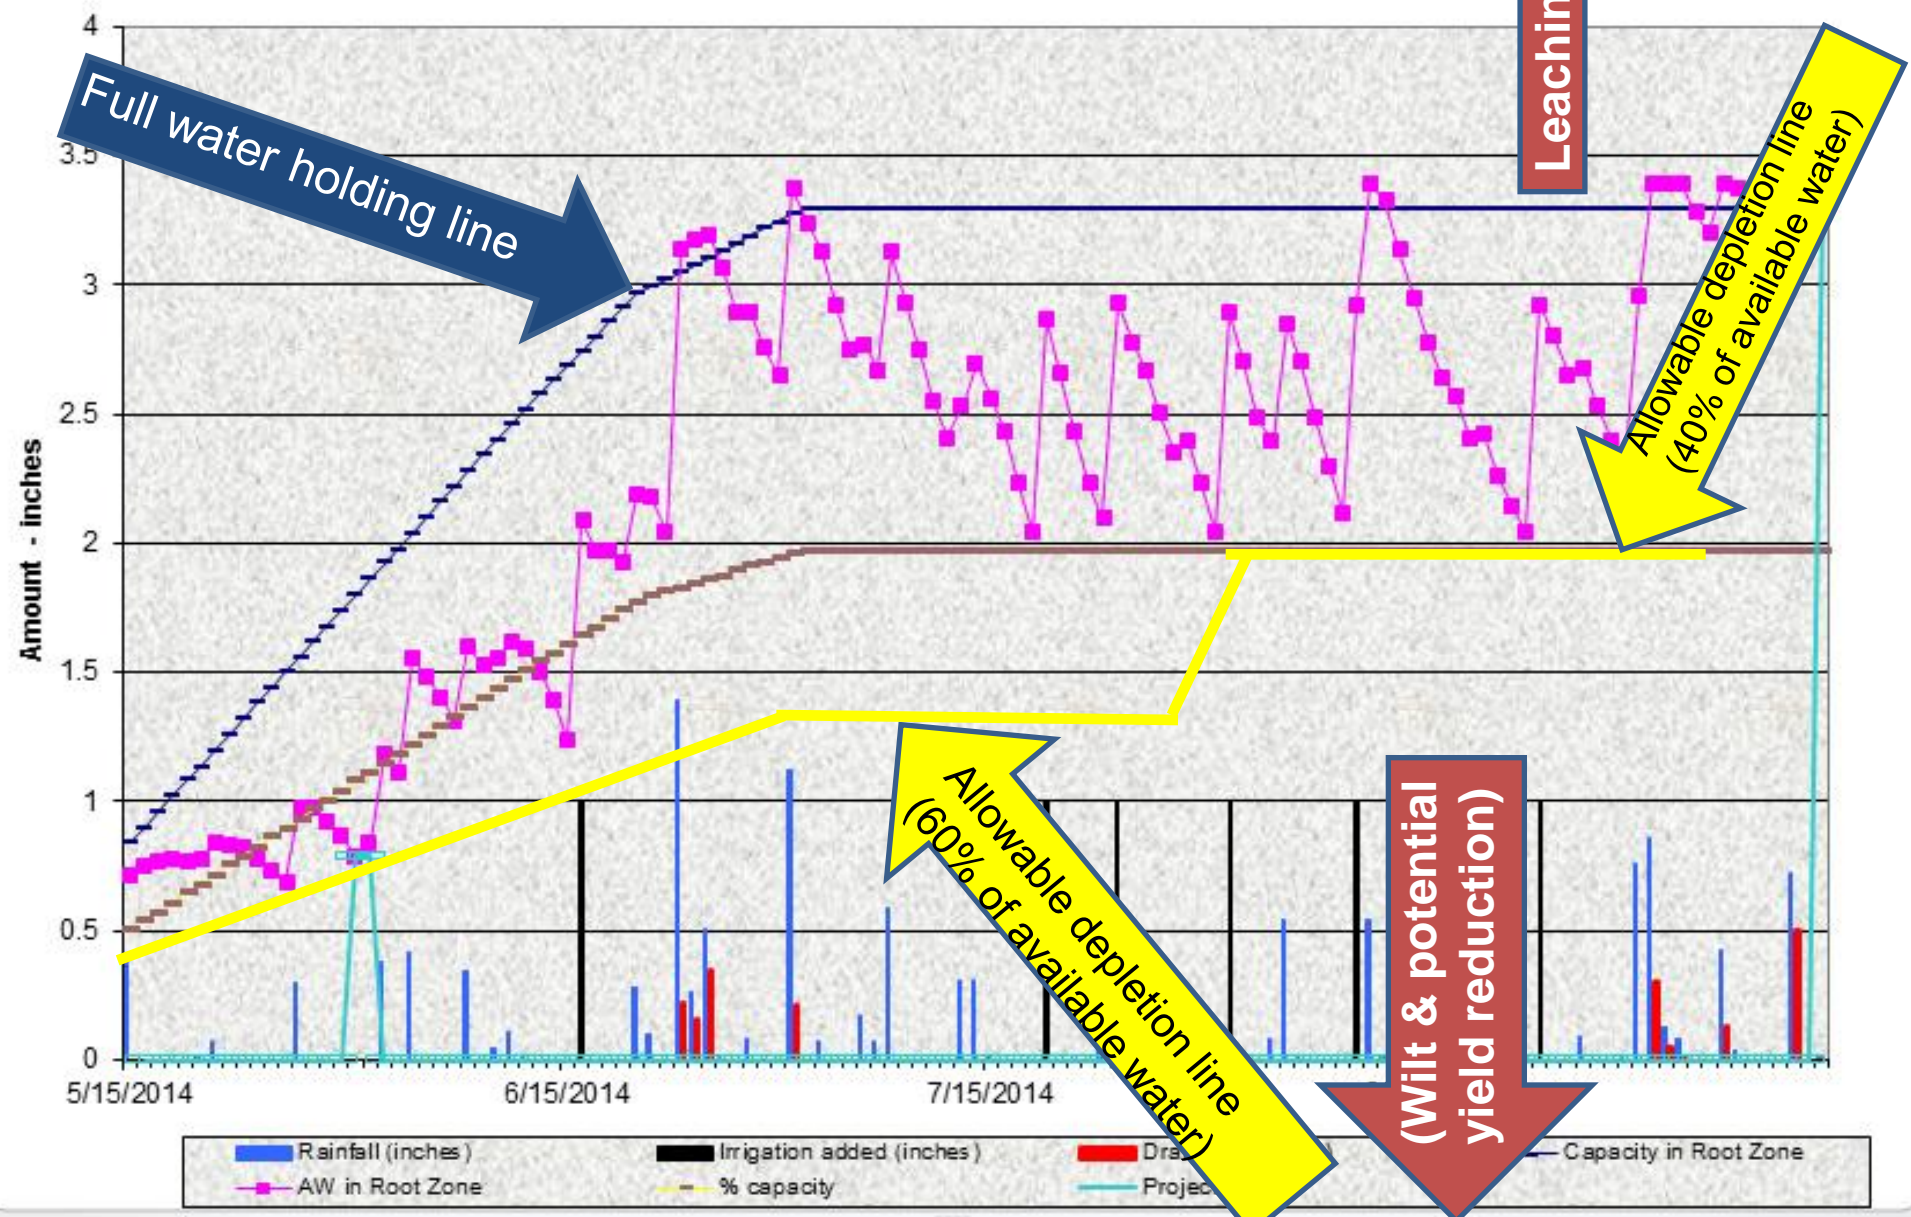 4
3.5
3
2.5
2
1.5
1
0.5
0
Amount - inches
Full water holding line
Allowable depletion line
(40% of available water)
Allowable depletion line
(60% of available water)
(Wilt & potential
yield reduction)
5/15/2014
6/15/2014
7/15/2014
Rainfall (inches)
Irrigation added (inches)
Capacity in Root Zone
AW in Root Zone
% capacity